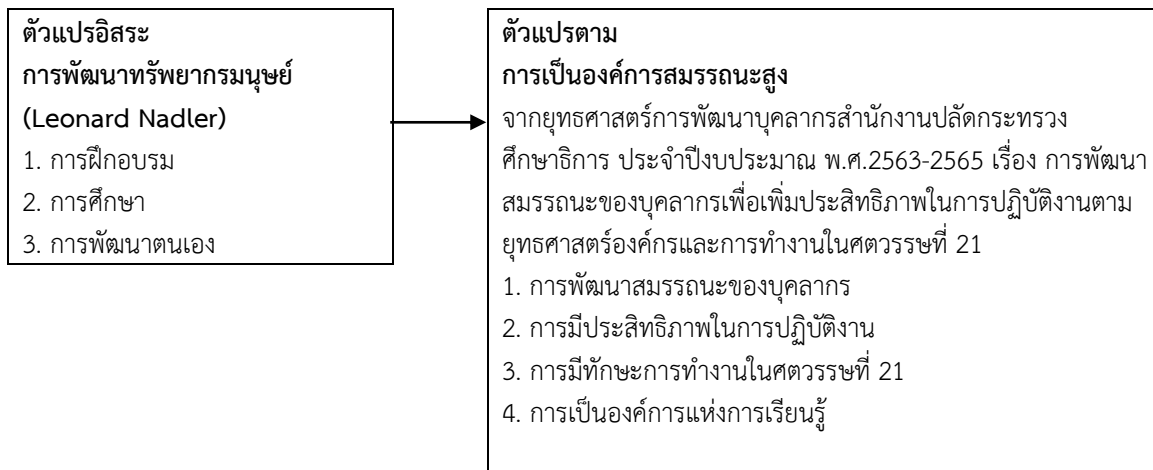 ตัวแปรอิสระ
การพัฒนาทรัพยากรมนุษย์
(Leonard Nadler)
1. การฝึกอบรม
2. การศึกษา
3. การพัฒนาตนเอง
ตัวแปรตาม
การเป็นองค์การสมรรถนะสูง
จากยุทธศาสตร์การพัฒนาบุคลากรสำนักงานปลัดกระทรวง
ศึกษาธิการ ประจำปีงบประมาณ พ.ศ.2563-2565 เรื่อง การพัฒนา
สมรรถนะของบุคลากรเพื่อเพิ่มประสิทธิภาพในการปฏิบัติงานตาม
ยุทธศาสตร์องค์กรและการทำงานในศตวรรษที่ 21
1. การพัฒนาสมรรถนะของบุคลากร
2. การมีประสิทธิภาพในการปฏิบัติงาน
3. การมีทักษะการทำงานในศตวรรษที่ 21
4. การเป็นองค์การแห่งการเรียนรู้